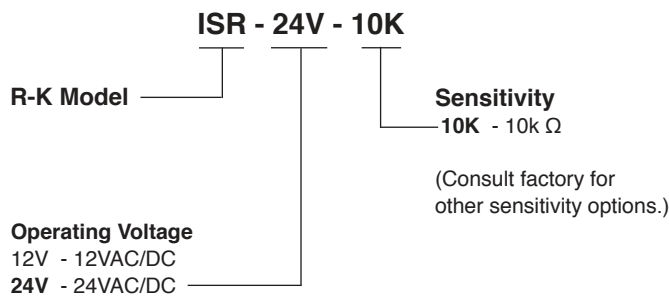 ISR - 24V - 10K
R-K Model
Sensitivity
10K - 10k Ω
(Consult factory for
other sensitivity options.)
Operating Voltage
12V - 12VAC/DC
24V - 24VAC/DC